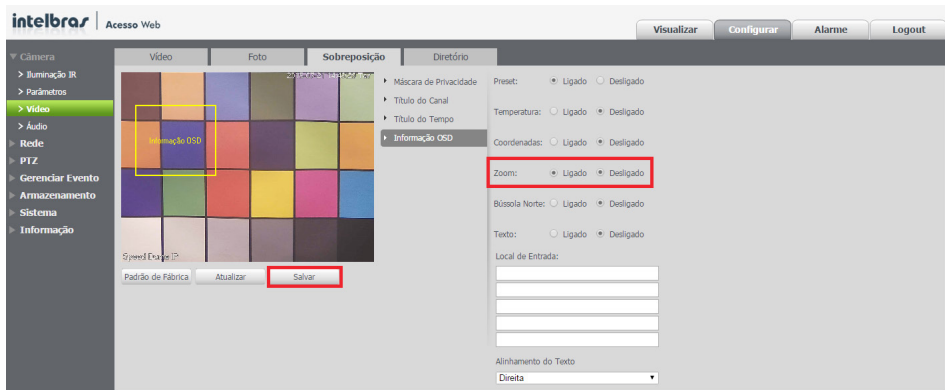 intelbras Acesso Web
Visualizar Configurar Alarme Logout
Câmera
> Iluminação IR
> Parâmetros
> Vídeo
> Áudio
Rede
PTZ
Gerenciar Evento
Armazenamento
Sistema
Informação
Vídeo Foto Sobreposição Diretório
Informação OSD
Speed Dome IP
Padrão de Fábrica Atualizar Salvar
Máscara de Privacidade
Título do Canal
Título do Tempo
Informação OSD
Preset: Ligado Desligado
Temperatura: Ligado Desligado
Coordenadas: Ligado Desligado
Zoom: Ligado Desligado
Bússola Norte: Ligado Desligado
Texto: Ligado Desligado
Local de Entrada:
Alinhamento do Texto
Direita